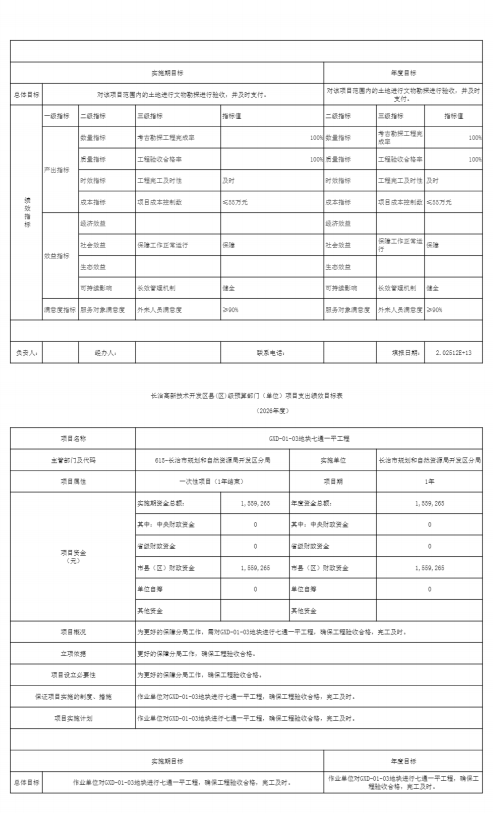 实施期目标 年度目标
总体目标 对该项目范围内的土地进行文物勘探进行验收，并及时支付。 对该项目范围内的土地进行文物勘探进行验收，并及时
支付。
绩效指标
一级指标 二级指标 三级指标 指标值 二级指标 三级指标 指标值
产出指标 数量指标 考古勘探工程完成率 100% 数量指标 考古勘探工程完
成率 100%
质量指标 工程验收合格率 100% 质量指标 工程验收合格率 100%
时效指标 工程完工及时性 及时 时效指标 工程完工及时性 及时
成本指标 项目成本控制数 成本指标 项目成本控制数
效益指标 经济效益 经济效益
社会效益 保障工作正常运行 保障 社会效益 保障工作正常运
行 保障
生态效益 生态效益
可持续影响 长效管理机制 健全 可持续影响 长效管理机制 健全
满意度指标 服务对象满意度 外来人员满意度 ≥90% 服务对象满意度 外来人员满意度 ≥90%
负责人： 经办人： 联系电话： 填报日期： 2.02512E+13
长治高新技术开发区县(区)级预算部门（单位）项目支出绩效目标表
（2026年度）
项目名称 GXD-01-03地块七通一平工程
主管部门及代码 618-长治市规划和自然资源局开发区分局 实施单位 长治市规划和自然资源局开发区分局
项目属性 一次性项目（1年结束） 项目期 1年
项目资金
（元）
实施期资金总额： 1,559,265 年度资金总额： 1,559,265
其中：中央财政资金 0 其中：中央财政资金 0
省级财政资金 0 省级财政资金 0
市县（区）财政资金 1,559,265 市县（区）财政资金 1,559,265
单位自筹 0 单位自筹 0
其他资金 其他资金
项目概况 为更好的保障分局工作，需对GXD-01-03地块进行七通一平工程，确保工程验收合格，完工及时。
立项依据 更好的保障分局工作，确保工程验收合格。
项目设立必要性 为更好的保障分局工作，确保工程验收合格。
保证项目实施的制度、措施 作业单位对GXD-01-03地块进行七通一平工程，确保工程验收合格，完工及时。
项目实施计划 作业单位对GXD-01-03地块进行七通一平工程，确保工程验收合格，完工及时。
实施期目标 年度目标
总体目标 作业单位对GXD-01-03地块进行七通一平工程，确保工程验收合格，完工及时。 作业单位对GXD-01-03地块进行七通一平工程，确保工
程验收合格，完工及时。